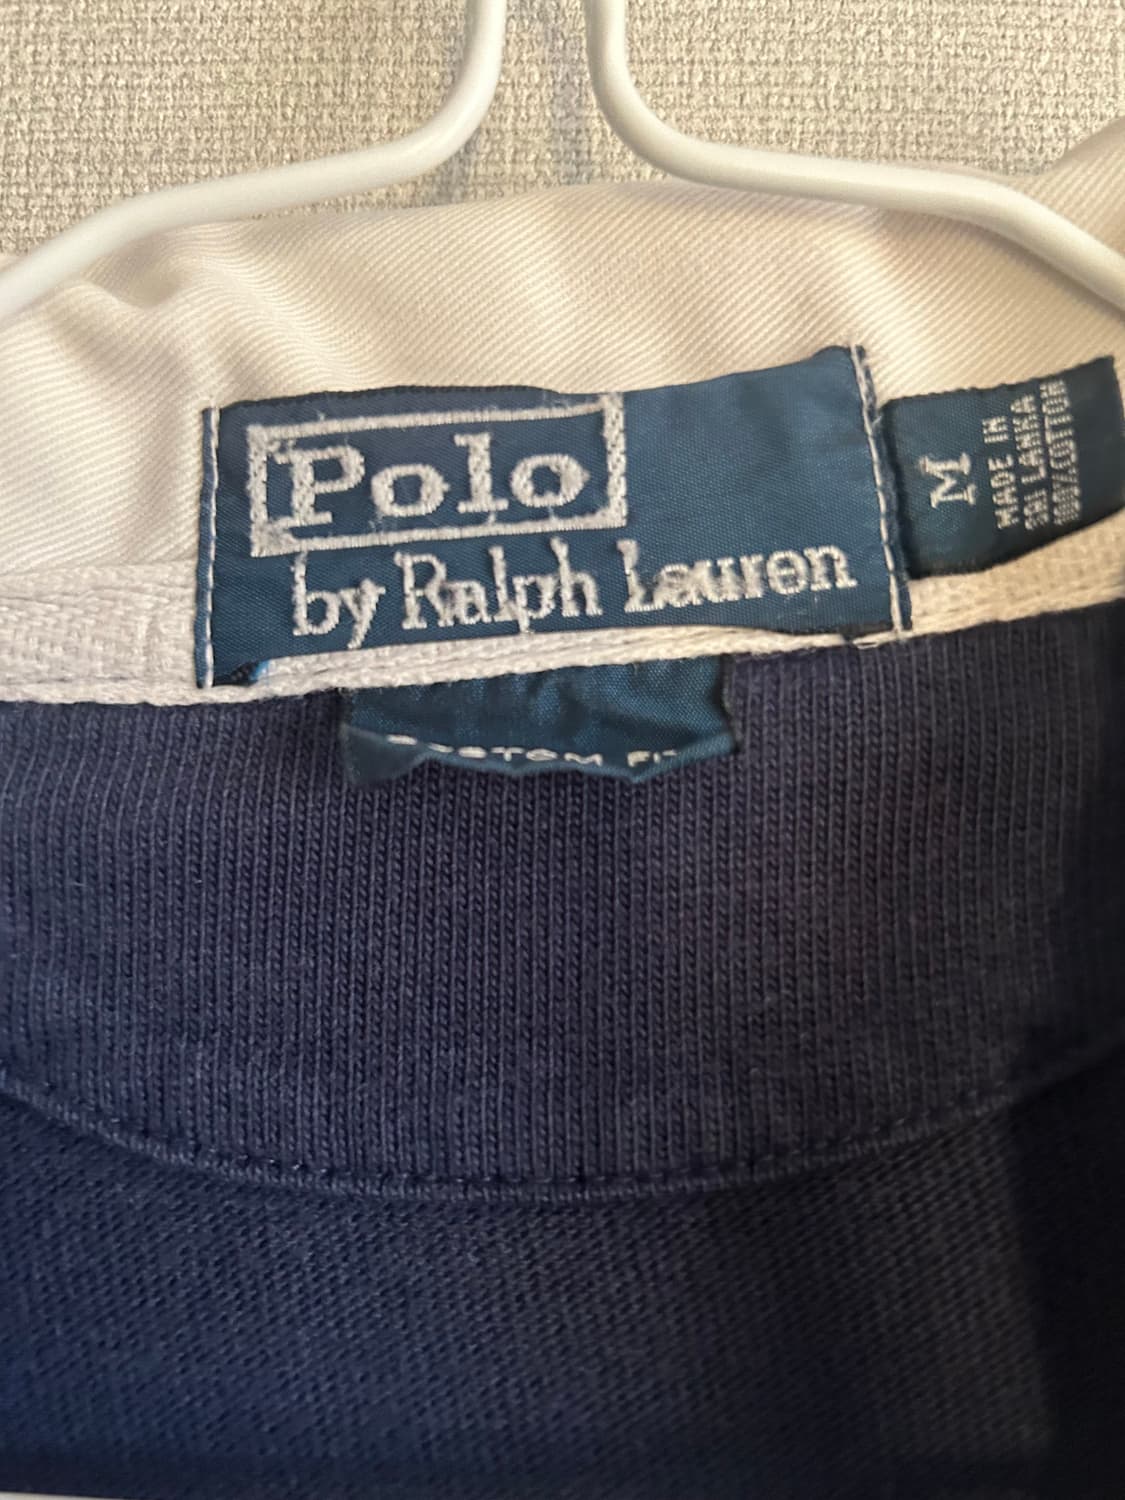 Polo
by Ralph Lauren
M
MADE IN
SRI LANKA
100%COTTON
CUSTOM FIT